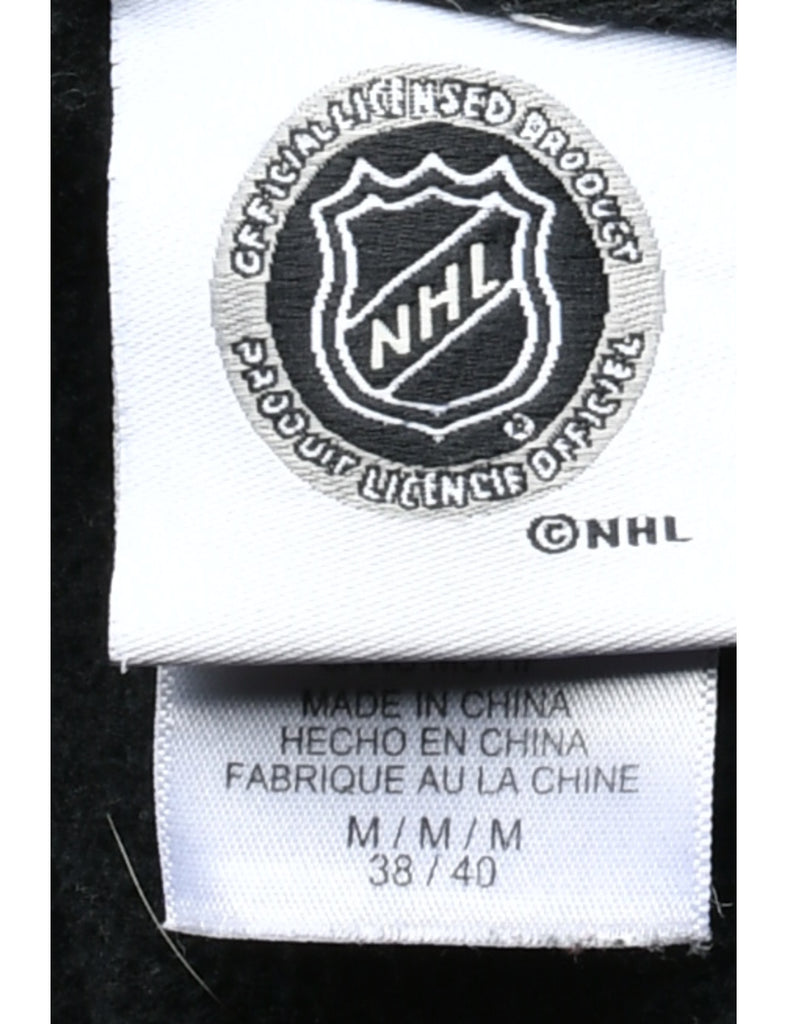 OFFICIAL LICENSED PRODUCT
NHL
PRODUIT LICENCIE OFFICIEL
©NHL
MADE IN CHINA
HECHO EN CHINA
FABRIQUE AU LA CHINE
M / M / M
38 / 40